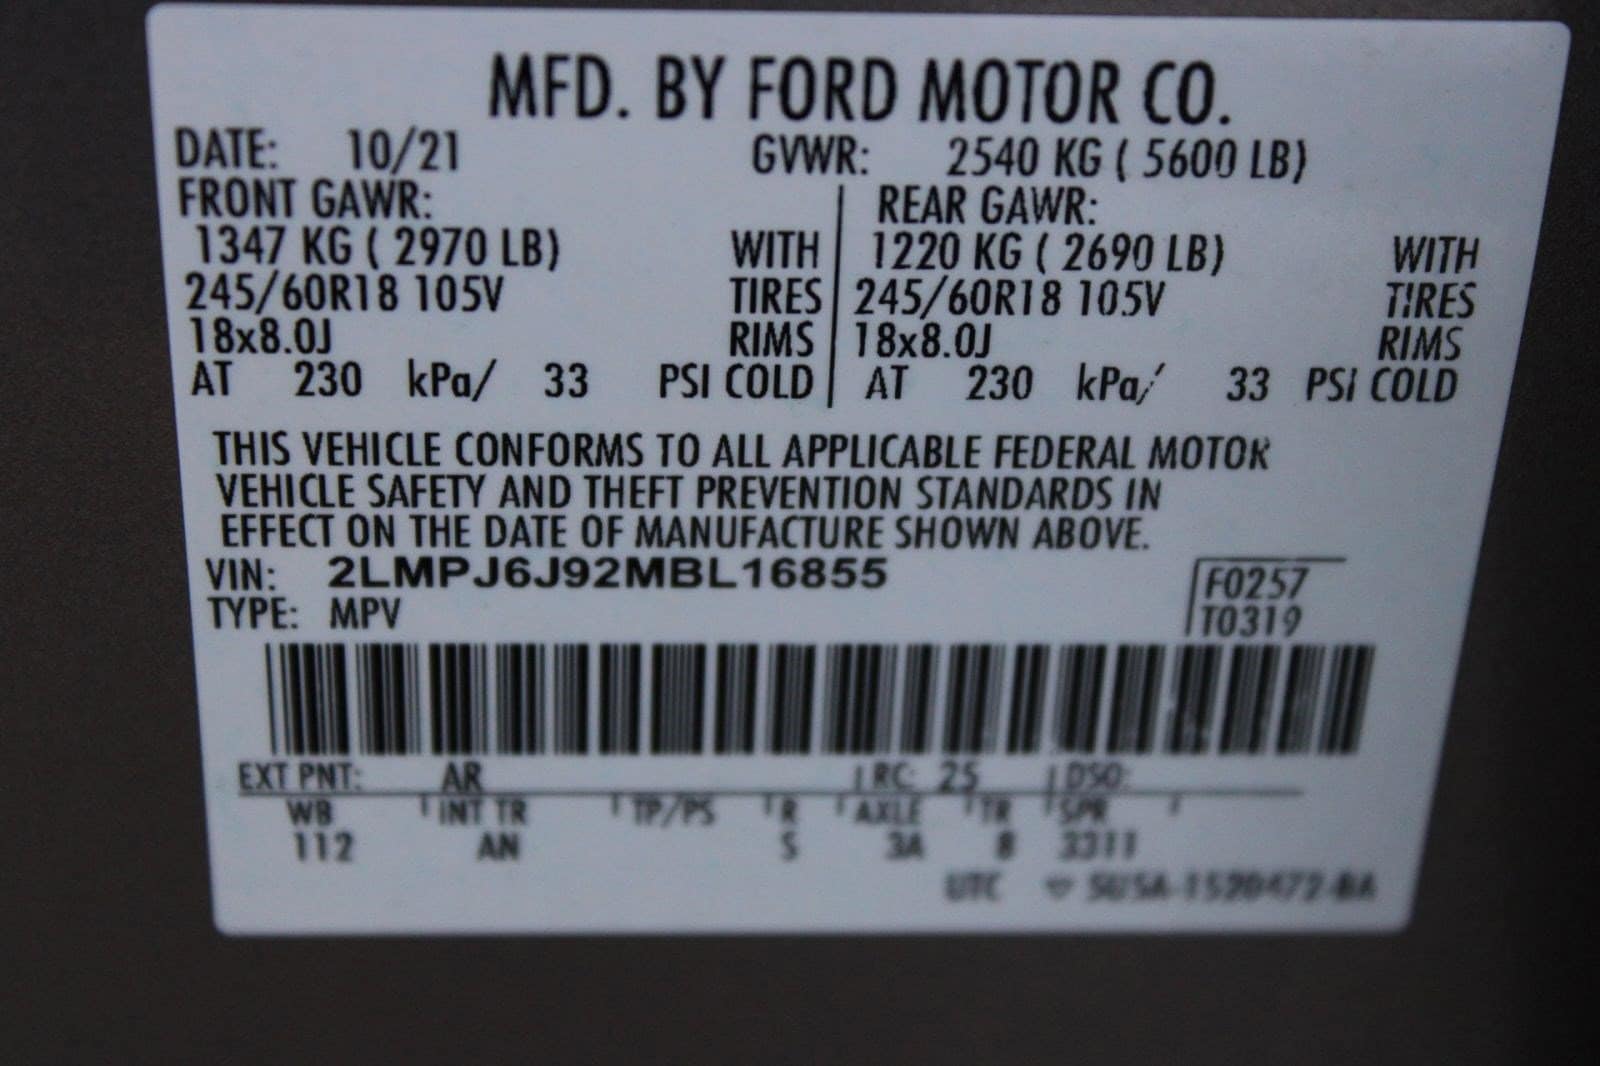 MFD. BY FORD MOTOR CO.
DATE: 10/21 GVWR: 2540 KG ( 5600 LB)
FRONT GAWR: REAR GAWR:
1347 KG ( 2970 LB) WITH 1220 KG ( 2690 LB) WITH
245/60R18 105V TIRES 245/60R18 105V TIRES
18x8.0J RIMS 18x8.0J RIMS
AT 230 kPa/ 33 PSI COLD AT 230 kPa/ 33 PSI COLD
THIS VEHICLE CONFORMS TO ALL APPLICABLE FEDERAL MOTOR
VEHICLE SAFETY AND THEFT PREVENTION STANDARDS IN
EFFECT ON THE DATE OF MANUFACTURE SHOWN ABOVE.
VIN: 2LMPJ6J92MBL16855 F0257
TYPE: MPV T0319
EXT PNT: AR RC: 25 DSO:
WB INT TR TP/PS R AXLE TR SPR
112 AN S 3A 8 3311
UTC ▽ 5U5A-1520472-BA